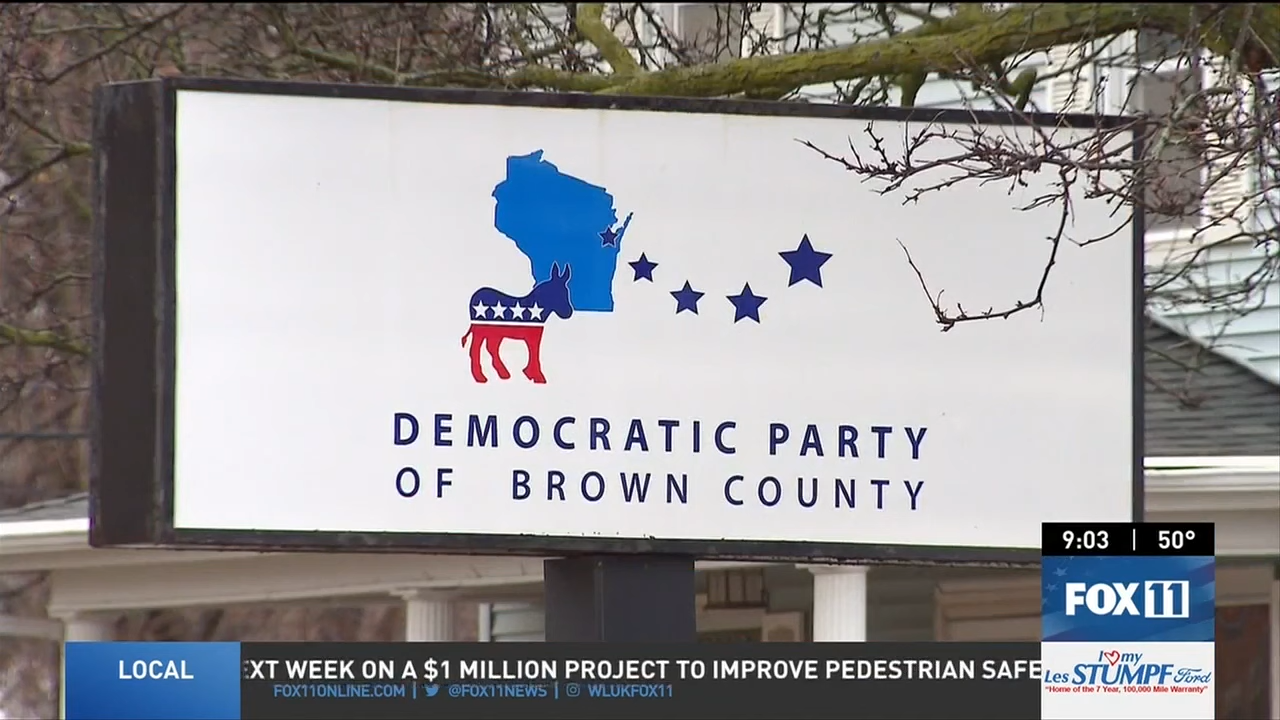 DEMOCRATIC PARTY
OF BROWN COUNTY
9:03 | 50°
FOX 11
I my
Les STUMPF Ford
"Home of the 7 Year, 100,000 Mile Warranty"
LOCAL
EXT WEEK ON A $1 MILLION PROJECT TO IMPROVE PEDESTRIAN SAFE
FOX11ONLINE.COM | @FOX11NEWS | WLUKFOX11